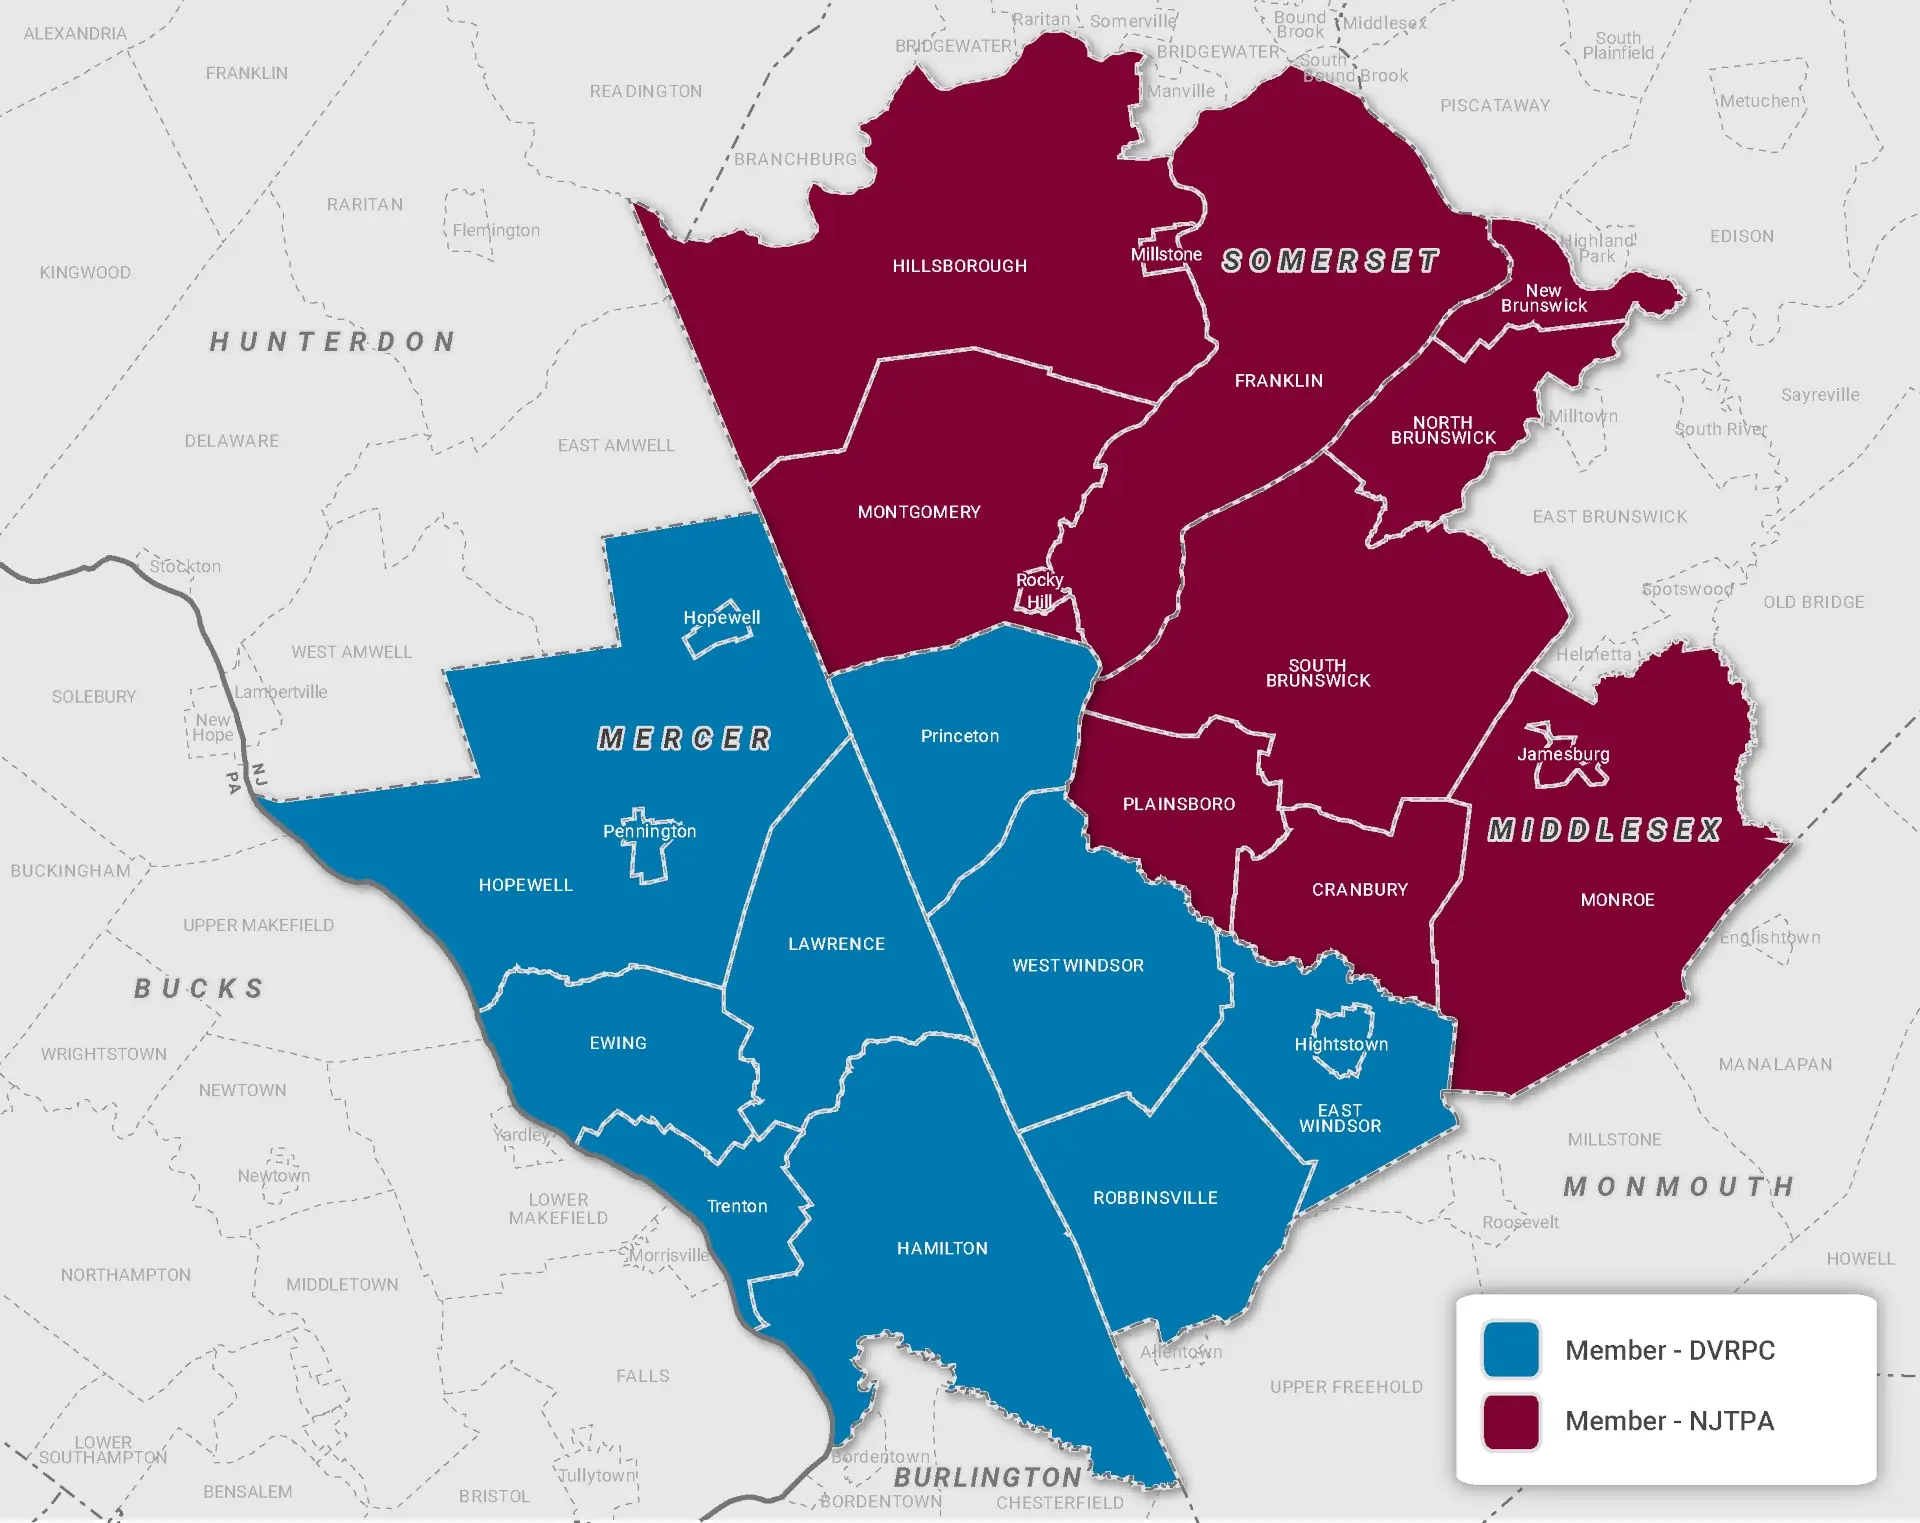 ALEXANDRIA
FRANKLIN
READINGTON
BRIDGEWATER
Raritan
Somerville
BRIDGEWATER
Manville
Bound
Brook
Middlesex
South
Bound Brook
South
Plainfield
PISCATAWAY
Metuchen
BRANCHBURG
RARITAN
Flemington
KINGWOOD
HILLSBOROUGH
Millstone
SOMERSET
Highland
Park
EDISON
New
Brunswick
HUNTERDON
FRANKLIN
Sayreville
NORTH
BRUNSWICK
Milltown
South River
DELAWARE
EAST AMWELL
MONTGOMERY
EAST BRUNSWICK
Stockton
Rocky
Hill
Spotswood
OLD BRIDGE
Hopewell
WEST AMWELL
Helmetta
SOUTH
BRUNSWICK
SOLEBURY
Lambertville
New
Hope
MERCER
Princeton
Jamesburg
NJ
PA
PLAINSBORO
MIDDLESEX
Pennington
BUCKINGHAM
HOPEWELL
CRANBURY
MONROE
UPPER MAKEFIELD
LAWRENCE
Englishtown
WEST WINDSOR
BUCKS
EWING
Hightstown
WRIGHTSTOWN
MANALAPAN
NEWTOWN
EAST
WINDSOR
Yardley
MILLSTONE
Newtown
MONMOUTH
LOWER
MAKEFIELD
Trenton
ROBBINSVILLE
Roosevelt
Morrisville
HAMILTON
HOWELL
NORTHAMPTON
MIDDLETOWN
Allentown
Member - DVRPC
FALLS
UPPER FREEHOLD
Member - NJTPA
LOWER
SOUTHAMPTON
Bordentown
Tullytown
BURLINGTON
BENSALEM
BRISTOL
BORDENTOWN
CHESTERFIELD